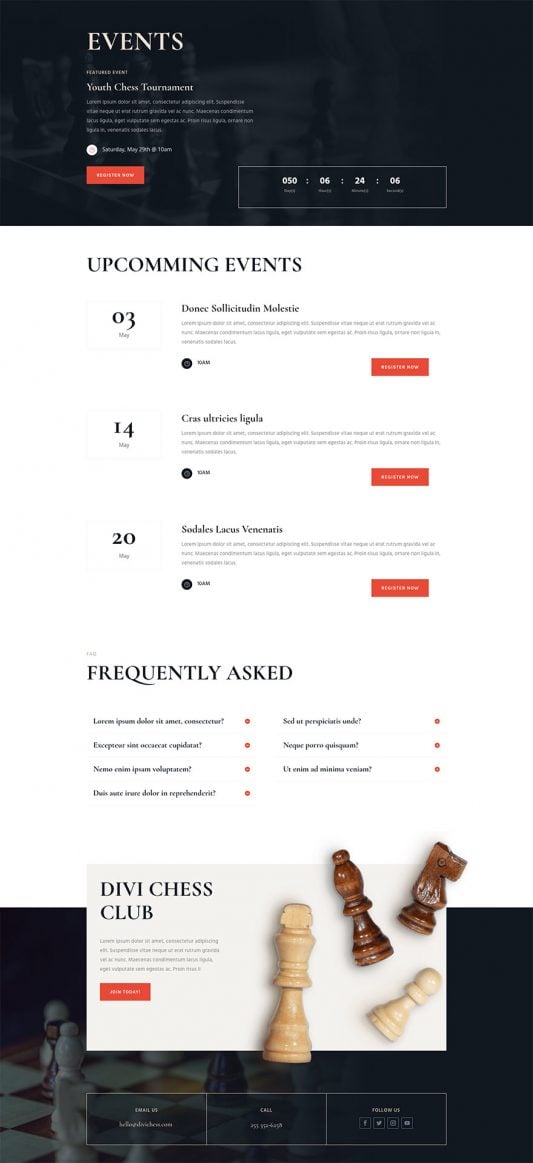 EVENTS
FEATURED EVENT
Youth Chess Tournament
Lorem ipsum dolor sit amet, consectetur adipiscing elit. Suspendisse
vitae neque ut erat rutrum gravida vel ac nunc. Maecenas condimentum
lacus ligula, eget vulputate sem egestas ac. Proin risus ligula, ornare non
ligula in, venenatis sodales lacus.
Saturday, May 29th @ 10am
REGISTER NOW
050 : 06 : 24 : 06
Day(s) Hour(s) Minute(s) Second(s)
UPCOMMING EVENTS
03
May
Donec Sollicitudin Molestie
Lorem ipsum dolor sit amet, consectetur adipiscing elit. Suspendisse vitae neque ut erat rutrum gravida vel ac
nunc. Maecenas condimentum lacus ligula, eget vulputate sem egestas ac. Proin risus ligula, ornare non ligula in,
venenatis sodales lacus.
10AM
REGISTER NOW
14
May
Cras ultricies ligula
Lorem ipsum dolor sit amet, consectetur adipiscing elit. Suspendisse vitae neque ut erat rutrum gravida vel ac
nunc. Maecenas condimentum lacus ligula, eget vulputate sem egestas ac. Proin risus ligula, ornare non ligula in,
venenatis sodales lacus.
10AM
REGISTER NOW
20
May
Sodales Lacus Venenatis
Lorem ipsum dolor sit amet, consectetur adipiscing elit. Suspendisse vitae neque ut erat rutrum gravida vel ac
nunc. Maecenas condimentum lacus ligula, eget vulputate sem egestas ac. Proin risus ligula, ornare non ligula in,
venenatis sodales lacus.
10AM
REGISTER NOW
FAQ
FREQUENTLY ASKED
Lorem ipsum dolor sit amet, consectetur?
Excepteur sint occaecat cupidatat?
Nemo enim ipsam voluptatem?
Duis aute irure dolor in reprehenderit?
Sed ut perspiciatis unde?
Neque porro quisquam?
Ut enim ad minima veniam?
DIVI CHESS
CLUB
Lorem ipsum dolor sit amet, consectetur adipiscing
elit. Suspendisse vitae neque ut erat rutrum gravida
vel ac nunc. Maecenas condimentum lacus ligula,
eget vulputate sem egestas ac. Proin risus li
JOIN TODAY!
EMAIL US
hello@divichess.com
CALL
255 352-6258
FOLLOW US